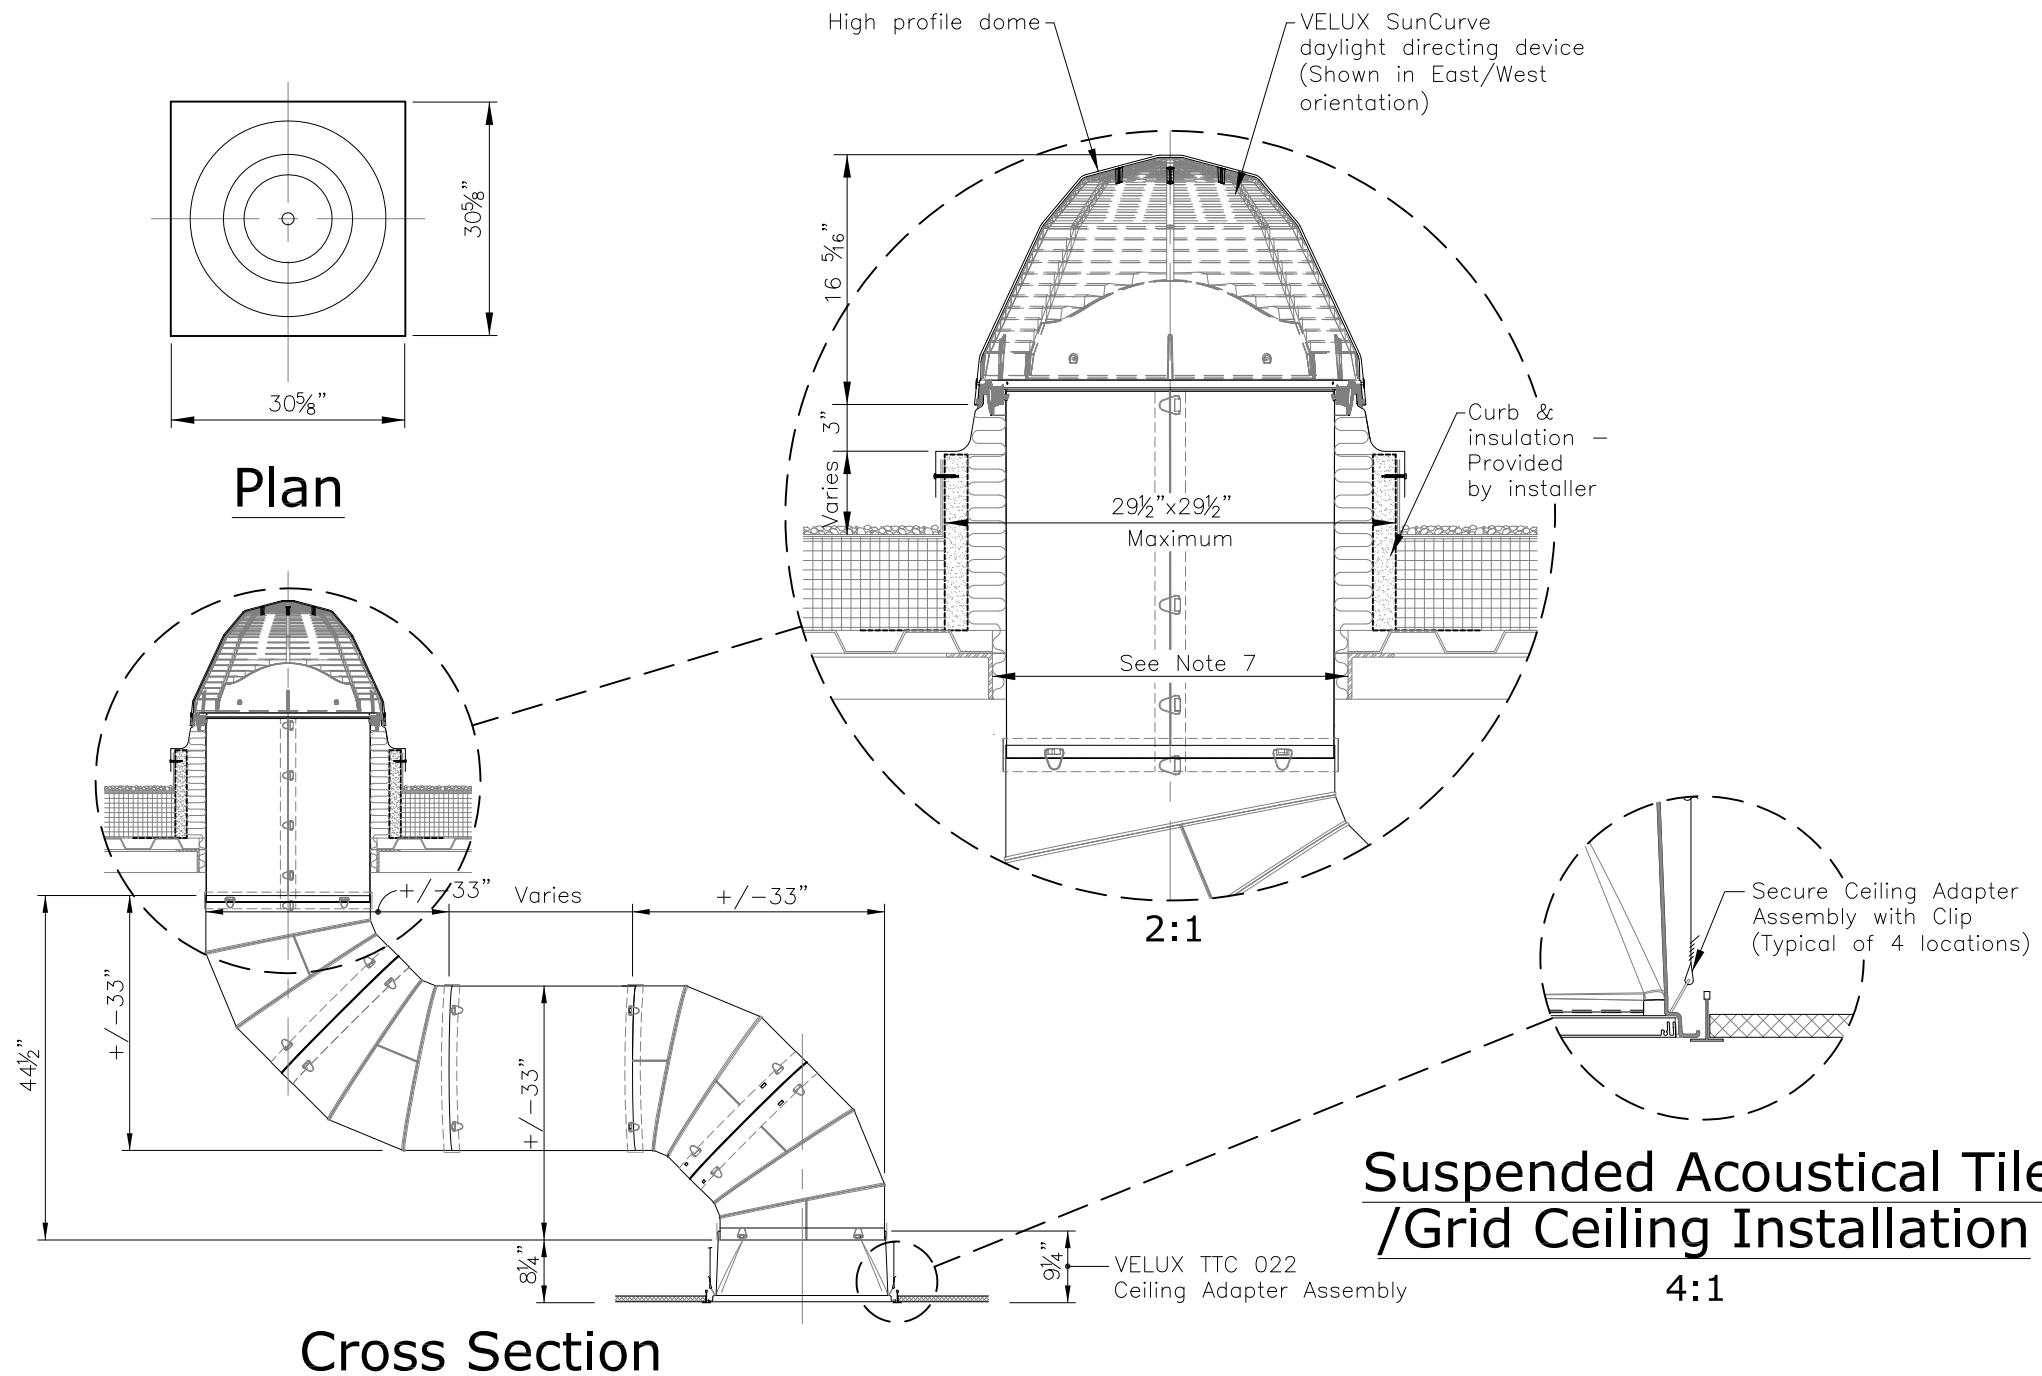 High profile dome
VELUX SunCurve
daylight directing device
(Shown in East/West
orientation)
30⅝"
30⅝"
Plan
16 5/16"
3"
Varies
Curb &
insulation –
Provided
by installer
29½"x29½"
Maximum
See Note 7
2:1
+/-33"
Varies
+/-33"
44½"
+/-33"
+/-33"
8¼"
9¼"
VELUX TTC 022
Ceiling Adapter Assembly
Cross Section
Secure Ceiling Adapter
Assembly with Clip
(Typical of 4 locations)
Suspended Acoustical Tile
/Grid Ceiling Installation
4:1